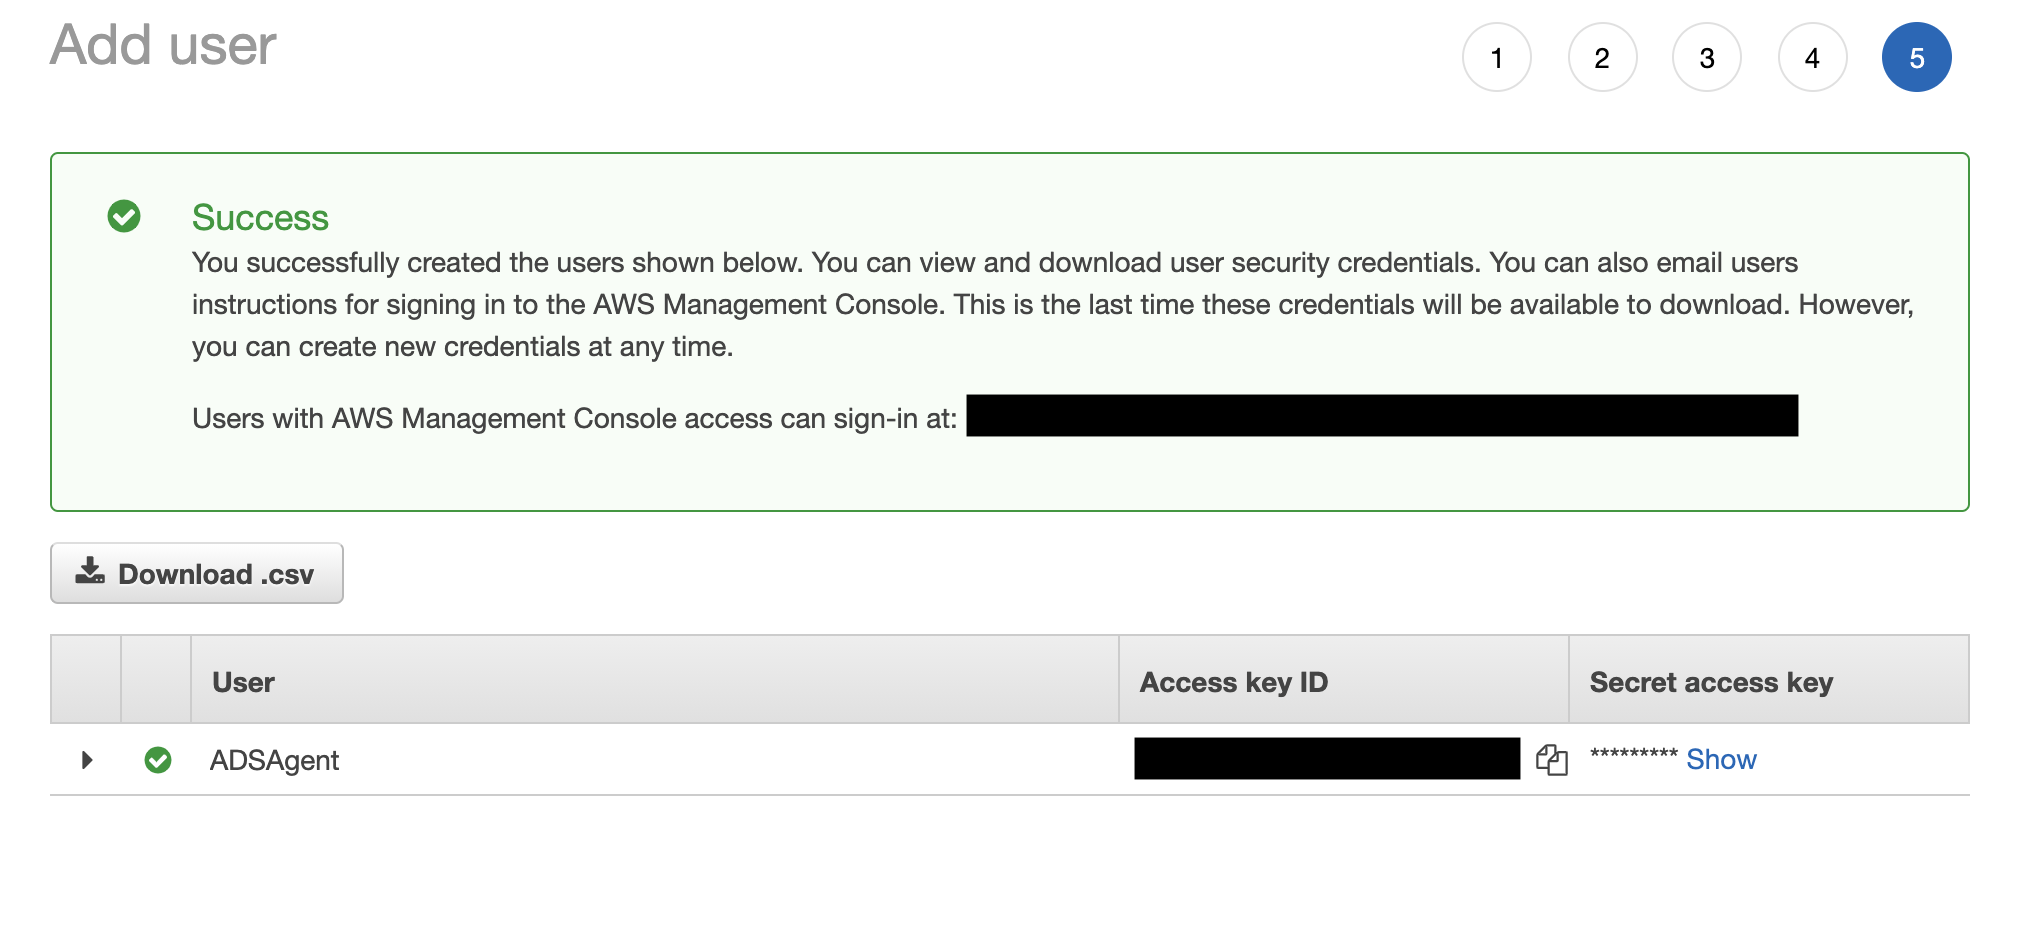 Add user
1 2 3 4 5
Success
You successfully created the users shown below. You can view and download user security credentials. You can also email users
instructions for signing in to the AWS Management Console. This is the last time these credentials will be available to download. However,
you can create new credentials at any time.
Users with AWS Management Console access can sign-in at:
Download .csv
User Access key ID Secret access key
ADSAgent ********* Show